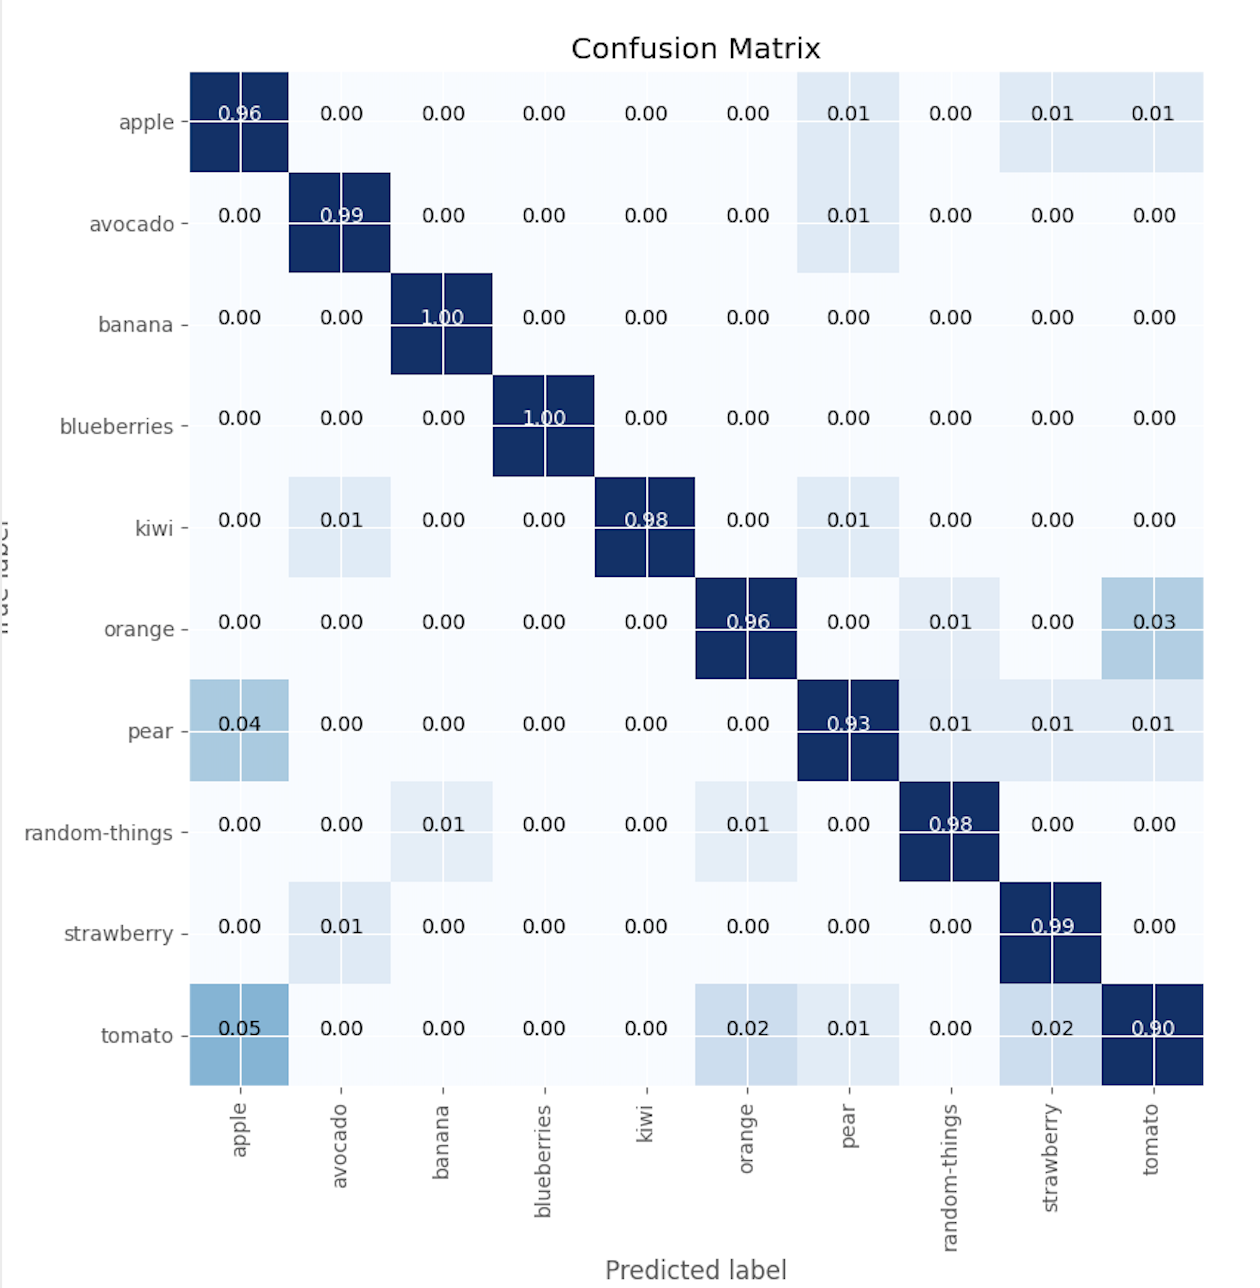 Confusion Matrix
apple 0.96 0.00 0.00 0.00 0.00 0.00 0.01 0.00 0.01 0.01
avocado 0.00 0.99 0.00 0.00 0.00 0.00 0.01 0.00 0.00 0.00
banana 0.00 0.00 1.00 0.00 0.00 0.00 0.00 0.00 0.00 0.00
blueberries 0.00 0.00 0.00 1.00 0.00 0.00 0.00 0.00 0.00 0.00
kiwi 0.00 0.01 0.00 0.00 0.98 0.00 0.01 0.00 0.00 0.00
orange 0.00 0.00 0.00 0.00 0.00 0.96 0.00 0.01 0.00 0.03
pear 0.04 0.00 0.00 0.00 0.00 0.00 0.93 0.01 0.01 0.01
random-things 0.00 0.00 0.01 0.00 0.00 0.01 0.00 0.98 0.00 0.00
strawberry 0.00 0.01 0.00 0.00 0.00 0.00 0.00 0.00 0.99 0.00
tomato 0.05 0.00 0.00 0.00 0.00 0.02 0.01 0.00 0.02 0.90
apple avocado banana blueberries kiwi orange pear random-things strawberry tomato
Predicted label